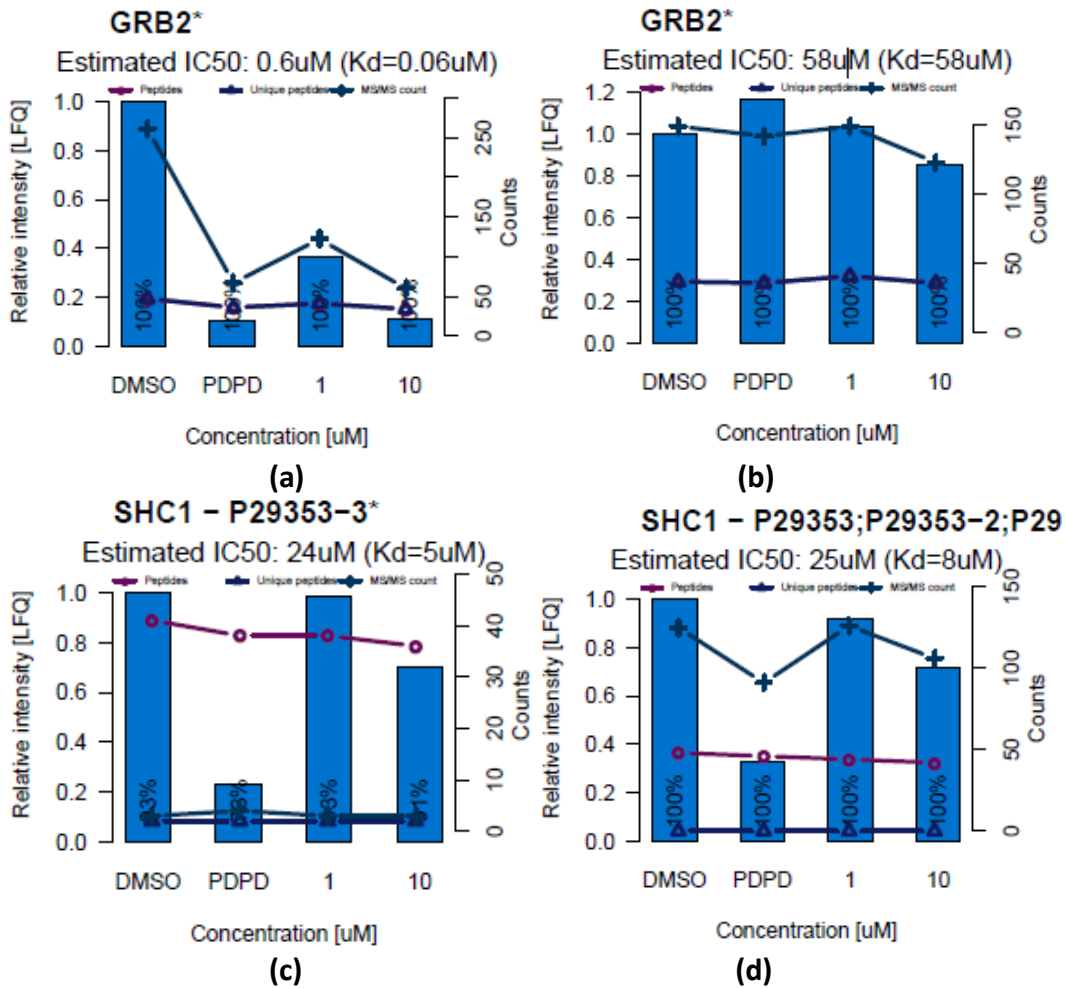 GRB2*
Estimated IC50: 0.6uM (Kd=0.06uM)
Peptides Unique peptides MS/MS count
Relative intensity [LFQ]
1.0
0.8
0.6
0.4
0.2
0.0
250
150
50
0
Counts
100%
100%
DMSO PDPD 1 10
Concentration [uM]
(a)
GRB2*
Estimated IC50: 58uM (Kd=58uM)
Peptides Unique peptides MS/MS count
Relative intensity [LFQ]
1.2
1.0
0.8
0.6
0.4
0.2
0.0
150
100
50
0
Counts
100% 100% 100% 100%
DMSO PDPD 1 10
Concentration [uM]
(b)
SHC1 – P29353–3*
Estimated IC50: 24uM (Kd=5uM)
Peptides Unique peptides MS/MS count
Relative intensity [LFQ]
1.0
0.8
0.6
0.4
0.2
0.0
50
40
30
20
10
0
Counts
DMSO PDPD 1 10
Concentration [uM]
(c)
SHC1 – P29353;P29353–2;P29
Estimated IC50: 25uM (Kd=8uM)
Peptides Unique peptides MS/MS count
Relative intensity [LFQ]
1.0
0.8
0.6
0.4
0.2
0.0
150
100
50
0
Counts
100% 100% 100% 100%
DMSO PDPD 1 10
Concentration [uM]
(d)